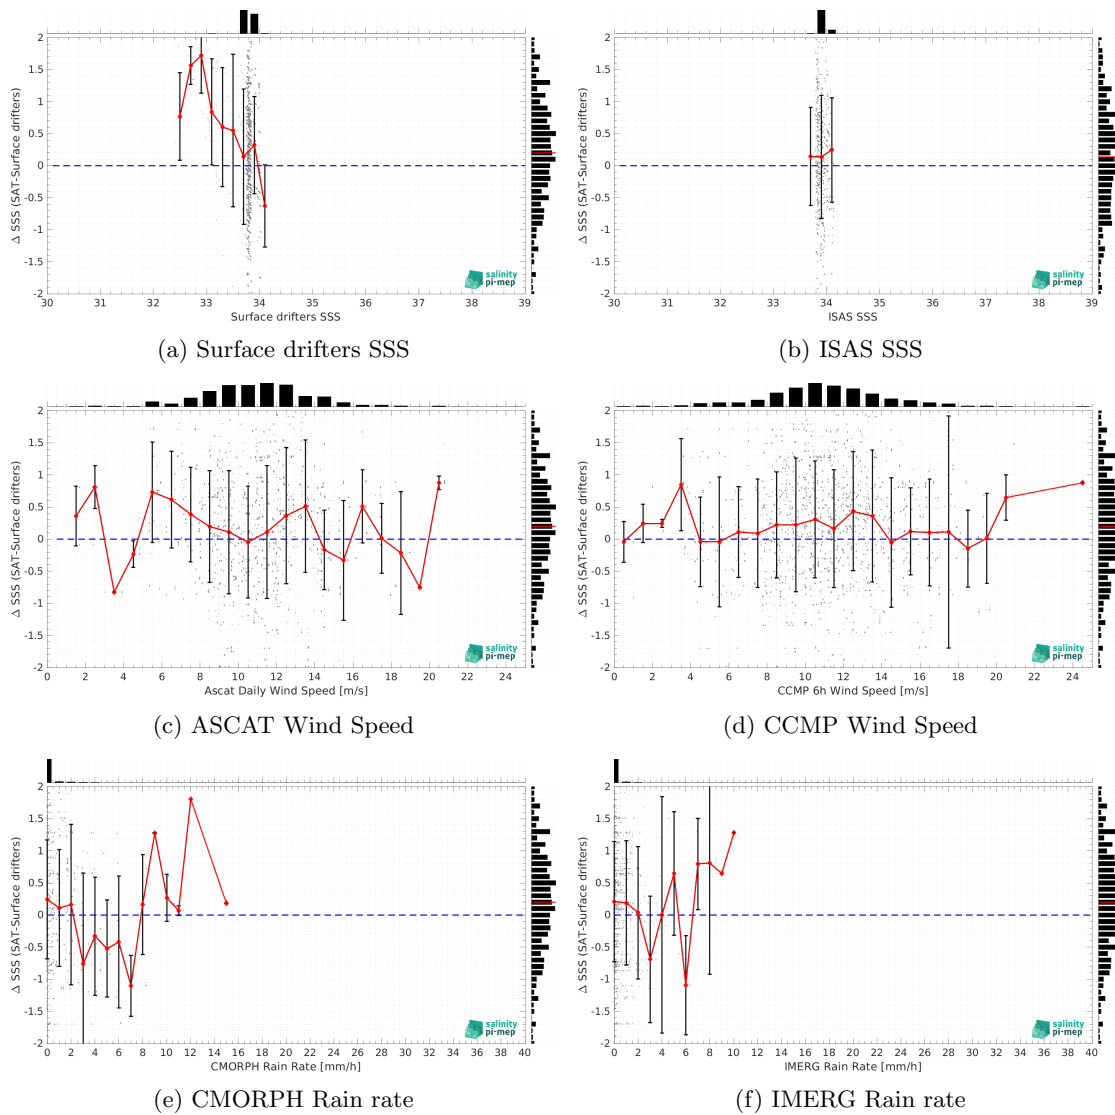 2
1.5
1
0.5
0
-0.5
-1
-1.5
-2
Δ SSS (SAT-Surface drifters)
30 31 32 33 34 35 36 37 38 39
Surface drifters SSS
salinity
pi-mep
(a) Surface drifters SSS
2
1.5
1
0.5
0
-0.5
-1
-1.5
-2
Δ SSS (SAT-Surface drifters)
30 31 32 33 34 35 36 37 38 39
ISAS SSS
salinity
pi-mep
(b) ISAS SSS
2
1.5
1
0.5
0
-0.5
-1
-1.5
-2
Δ SSS (SAT-Surface drifters)
0 2 4 6 8 10 12 14 16 18 20 22 24
Ascat Daily Wind Speed [m/s]
salinity
pi-mep
(c) ASCAT Wind Speed
2
1.5
1
0.5
0
-0.5
-1
-1.5
-2
Δ SSS (SAT-Surface drifters)
0 2 4 6 8 10 12 14 16 18 20 22 24
CCMP 6h Wind Speed [m/s]
salinity
pi-mep
(d) CCMP Wind Speed
2
1.5
1
0.5
0
-0.5
-1
-1.5
-2
Δ SSS (SAT-Surface drifters)
0 2 4 6 8 10 12 14 16 18 20 22 24 26 28 30 32 34 36 38 40
CMORPH Rain Rate [mm/h]
salinity
pi-mep
(e) CMORPH Rain rate
2
1.5
1
0.5
0
-0.5
-1
-1.5
-2
Δ SSS (SAT-Surface drifters)
0 2 4 6 8 10 12 14 16 18 20 22 24 26 28 30 32 34 36 38 40
IMERG Rain Rate [mm/h]
salinity
pi-mep
(f) IMERG Rain rate